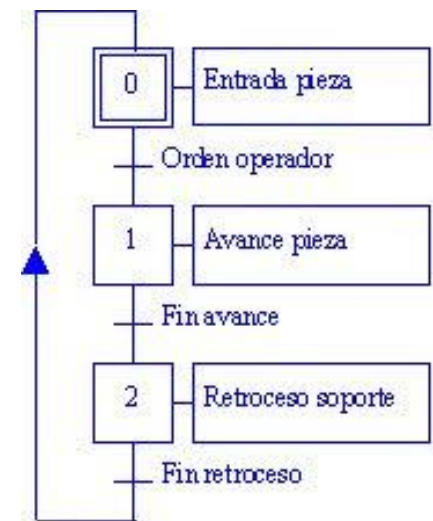 0 Entrada pieza
Orden operador
1 Avance pieza
Fin avance
2 Retroceso soporte
Fin retroceso